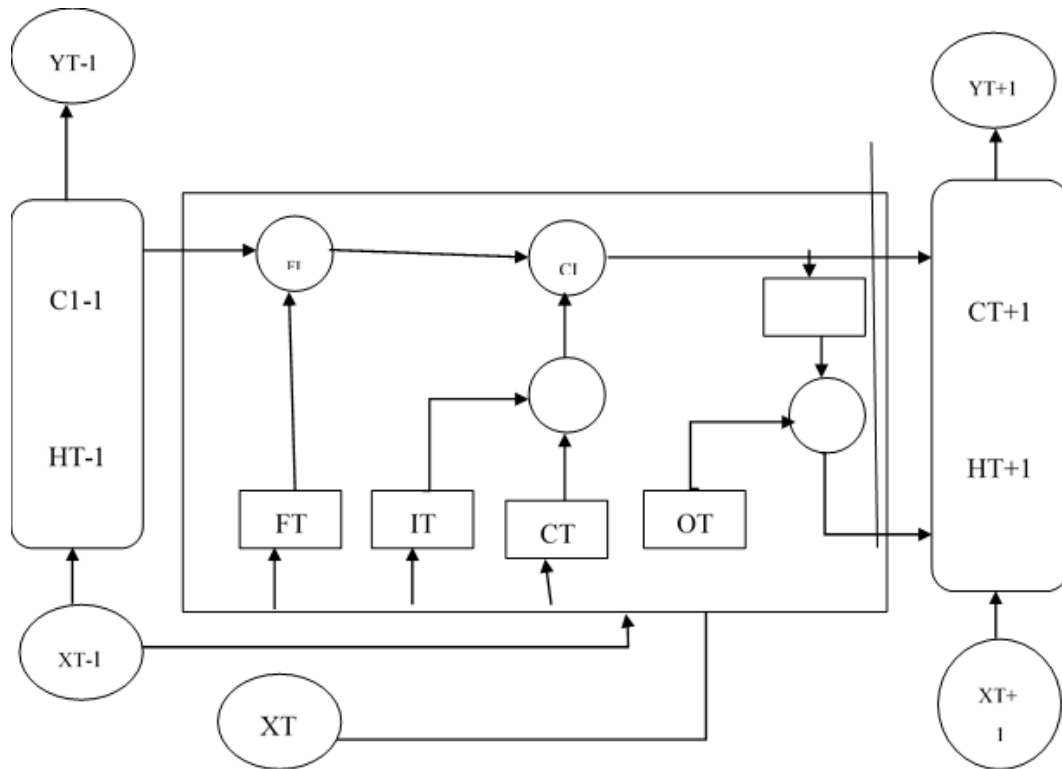 YT-1
YT+1
C1-1
CT+1
HT-1
HT+1
FT
IT
CT
OT
XT-1
XT
XT+
1